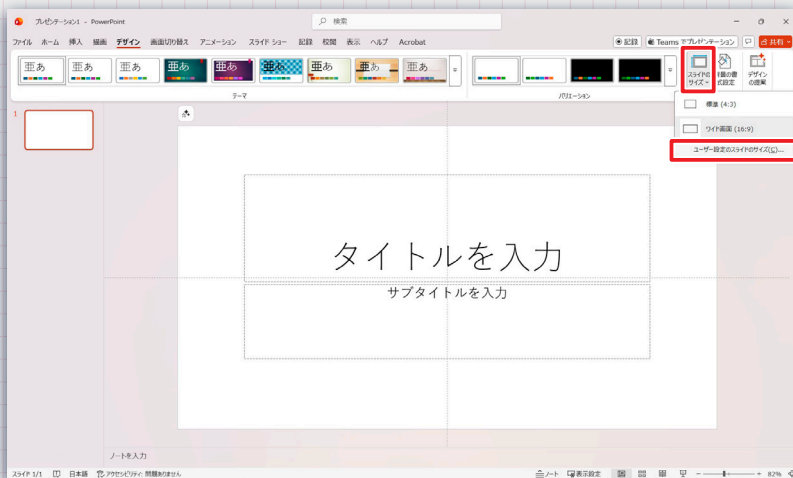 プレゼンテーション1 - PowerPoint
検索
ファイル ホーム 挿入 描画 デザイン 画面切り替え アニメーション スライド ショー 記録 校閲 表示 ヘルプ Acrobat
記録 Teams でプレゼンテーション 共有
亜あ 亜あ 亜あ 亜あ 亜あ 亜あ 亜あ 亜あ 亜あ
スライドの
サイズ
式設定
デザイン
の提案
テーマ
バリエーション
標準 (4:3)
ワイド画面 (16:9)
ユーザー設定のスライドのサイズ(C)...
1
タイトルを入力
サブタイトルを入力
ノートを入力
スライド 1/1 日本語 アクセシビリティ: 問題ありません
ノート 表示設定 82%